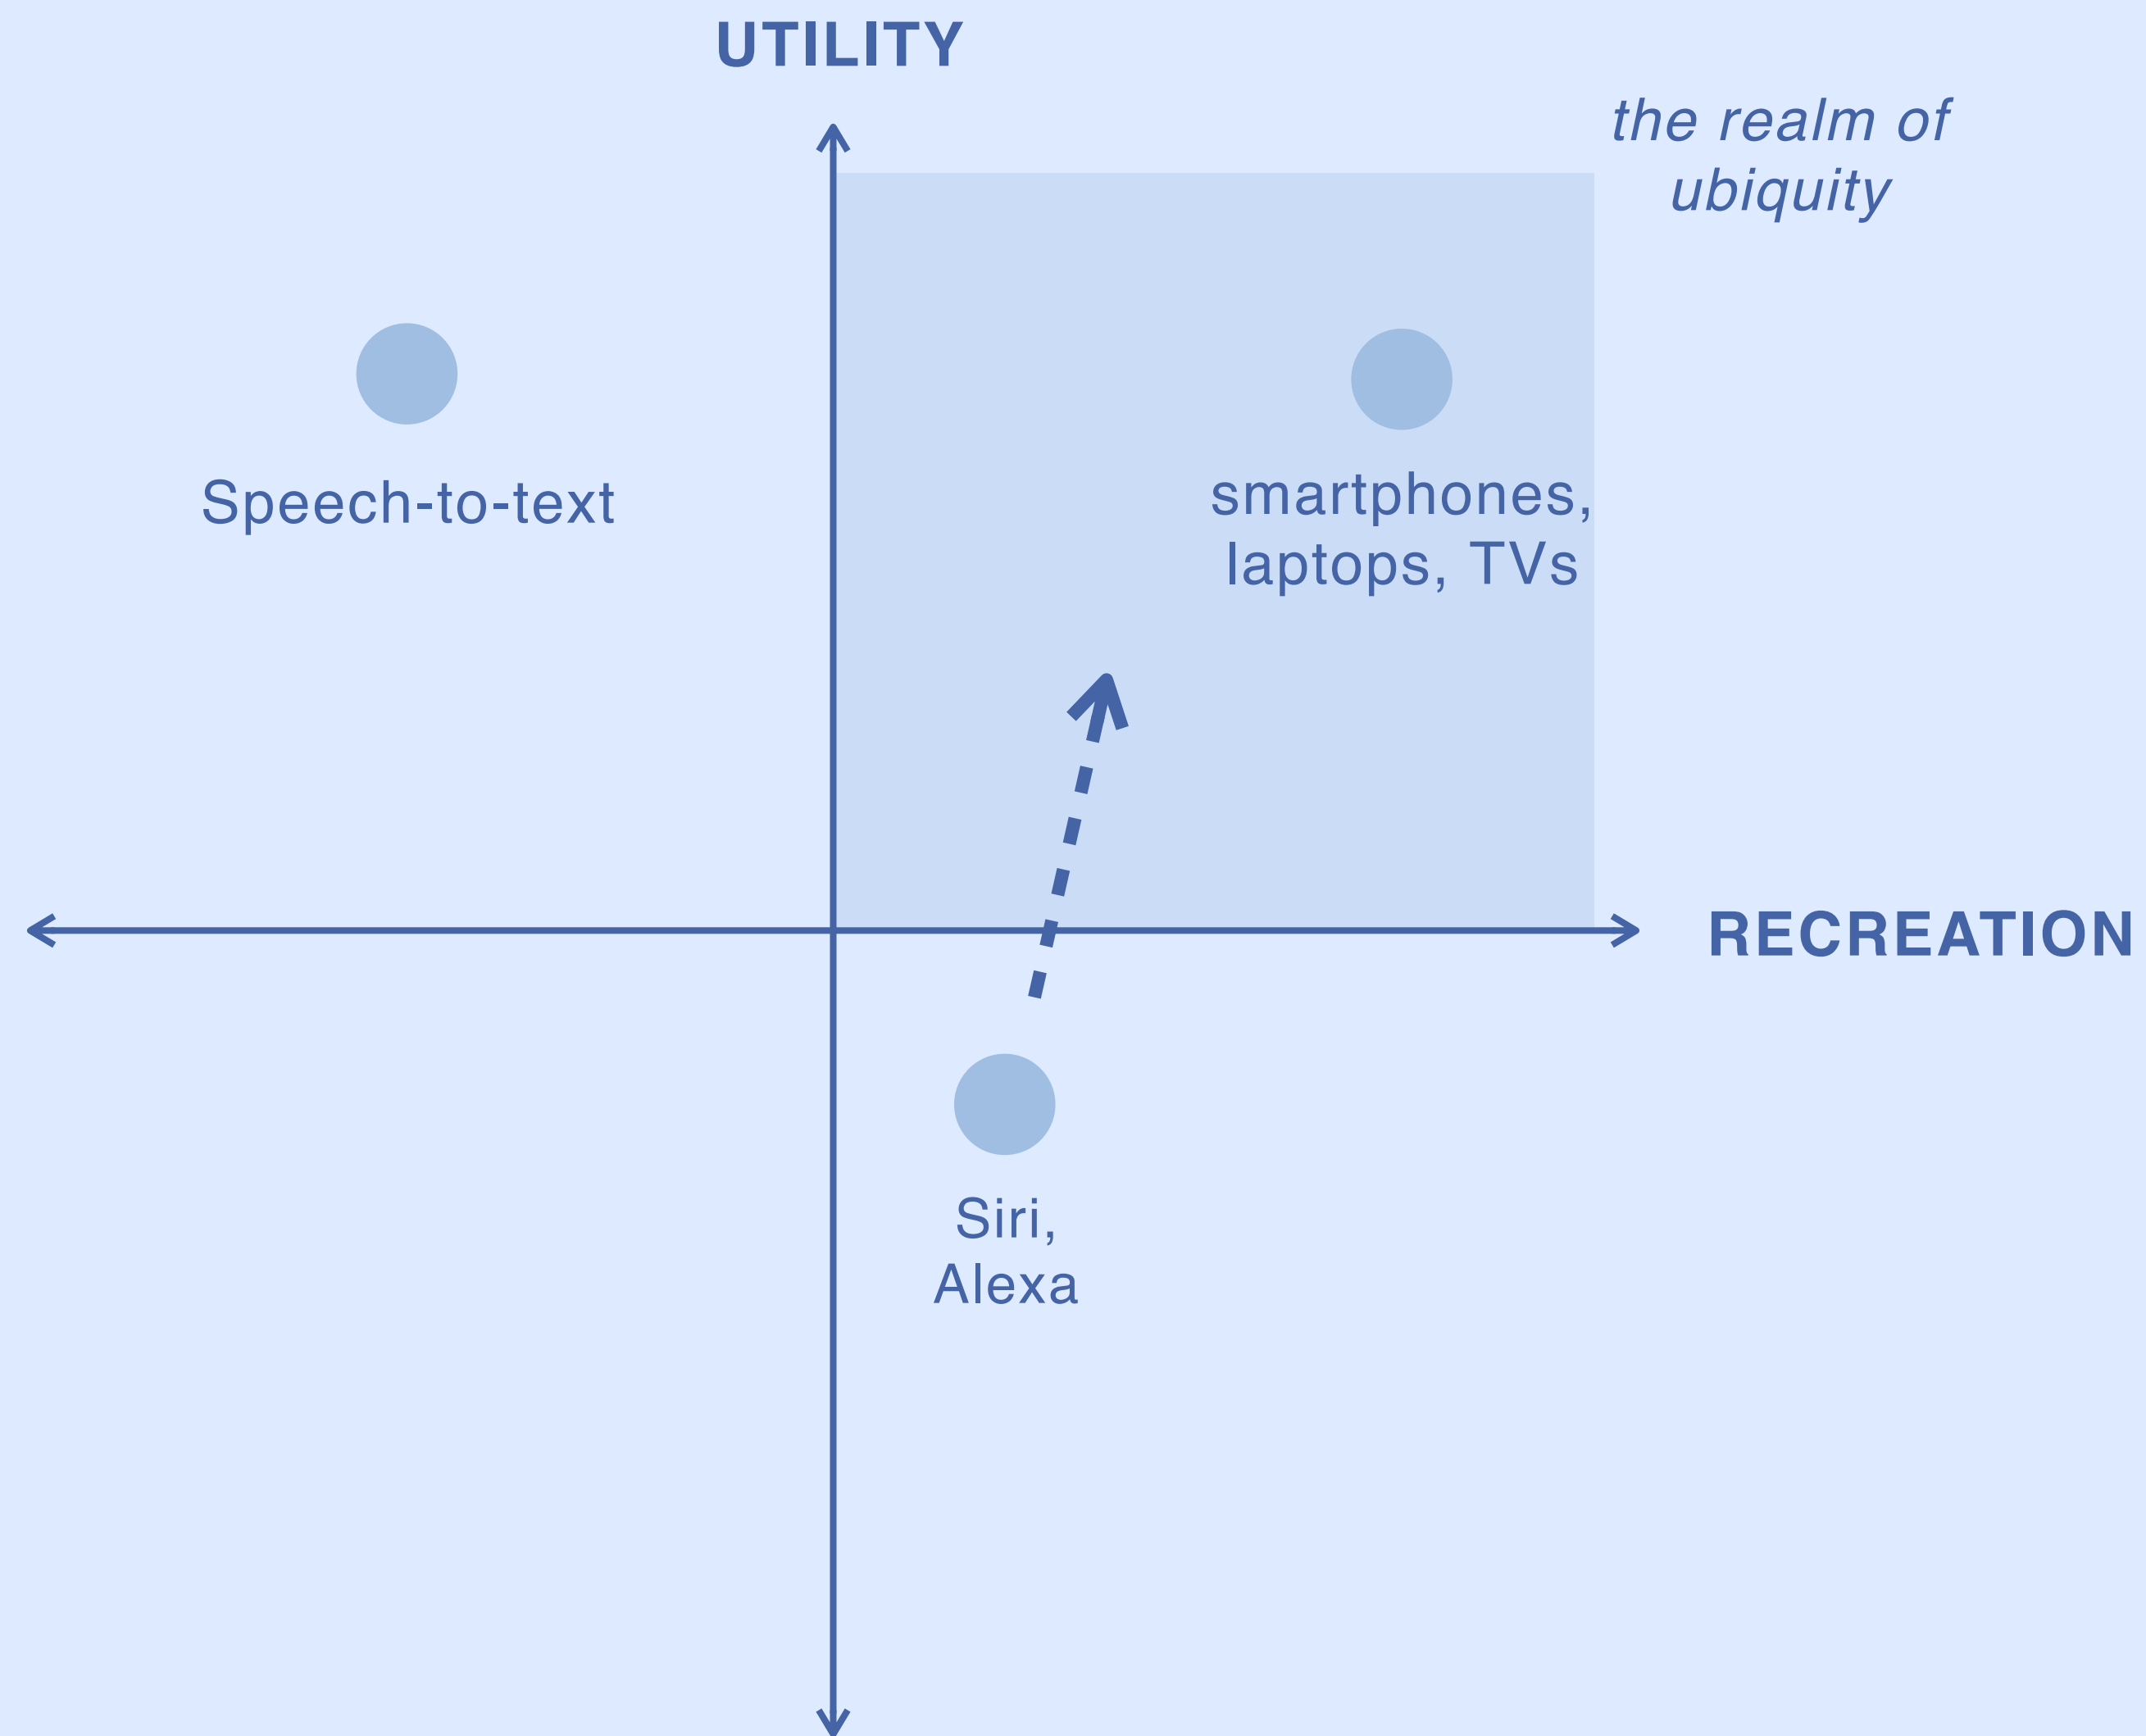 UTILITY
the realm of
ubiquity
Speech-to-text
smartphones,
laptops, TVs
RECREATION
Siri,
Alexa